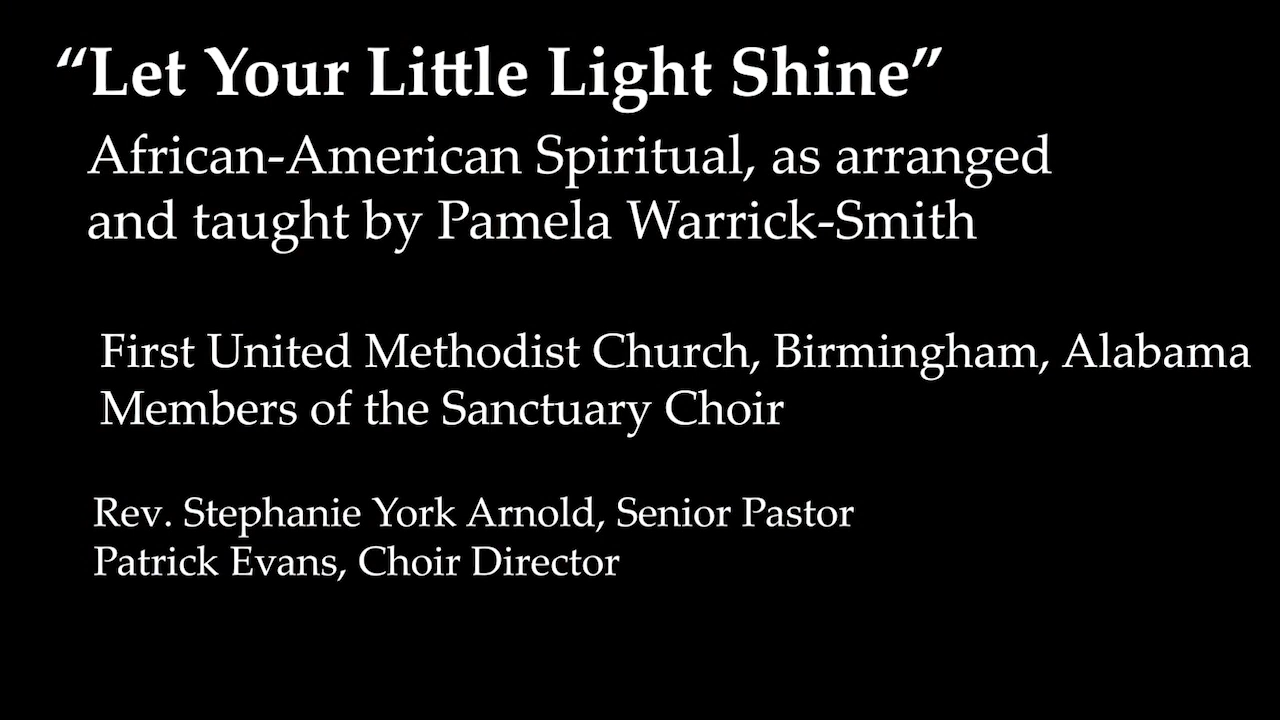 “Let Your Little Light Shine”
African-American Spiritual, as arranged
and taught by Pamela Warrick-Smith
First United Methodist Church, Birmingham, Alabama
Members of the Sanctuary Choir
Rev. Stephanie York Arnold, Senior Pastor
Patrick Evans, Choir Director